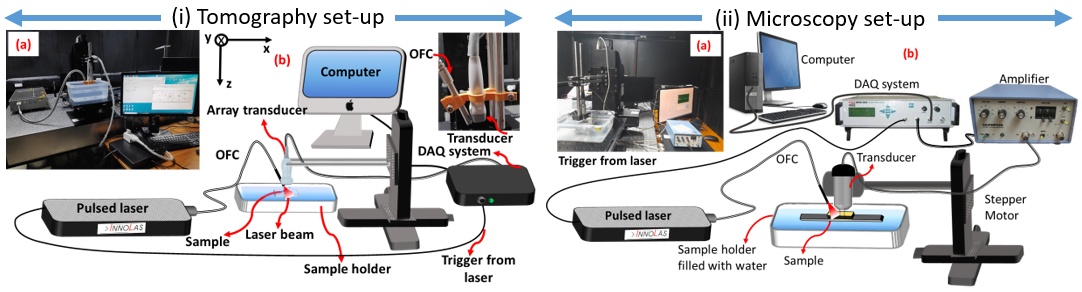 (i) Tomography set-up
(a)
y
x
z
(b)
Computer
OFC
Transducer
Array transducer
DAQ system
OFC
Pulsed laser
INNOLAS
Sample
Laser beam
Sample holder
Trigger from
laser
(ii) Microscopy set-up
(a)
Trigger from laser
Computer
(b)
DAQ system
Amplifier
OFC
Transducer
Pulsed laser
INNOLAS
Stepper
Motor
Sample holder
filled with water
Sample